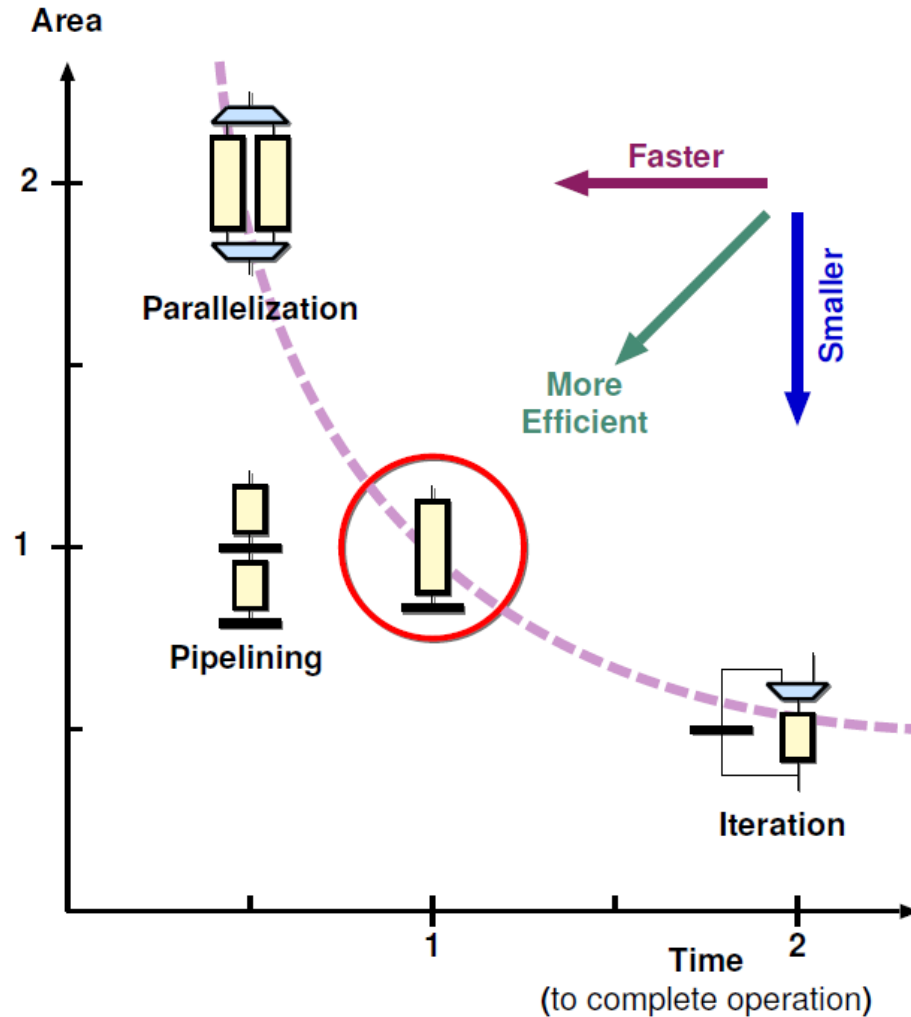 Area
2
Faster
Smaller
Parallelization
More
Efficient
1
Pipelining
Iteration
1
2
Time
(to complete operation)